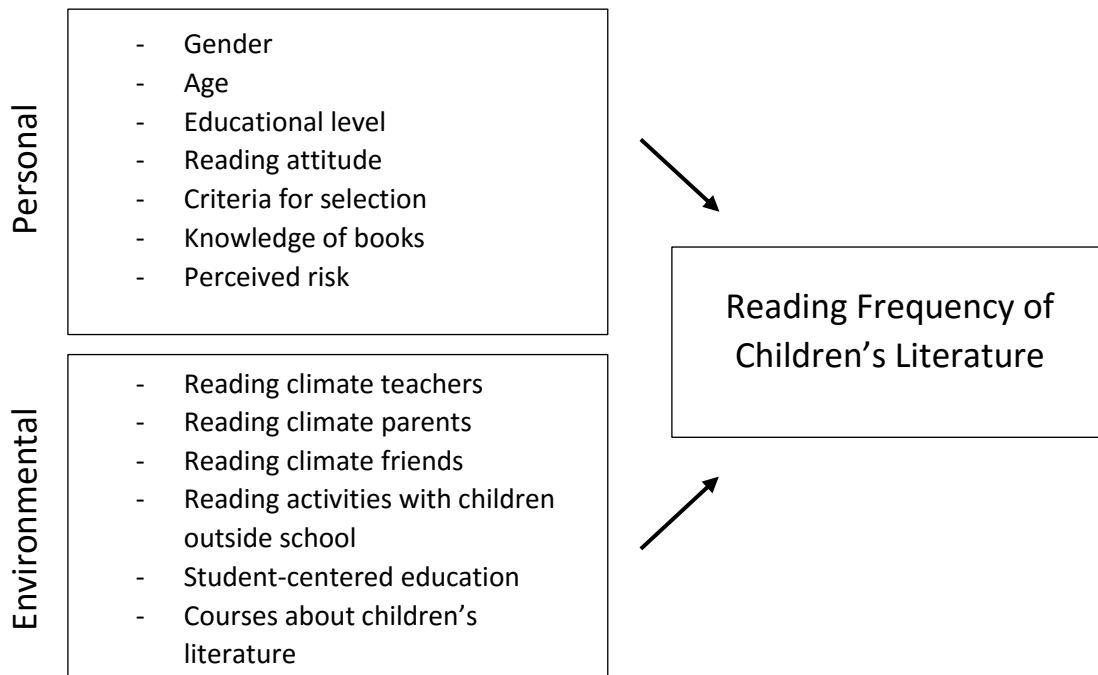 Personal
- Gender
- Age
- Educational level
- Reading attitude
- Criteria for selection
- Knowledge of books
- Perceived risk
Environmental
- Reading climate teachers
- Reading climate parents
- Reading climate friends
- Reading activities with children
outside school
- Student-centered education
- Courses about children’s
literature
Reading Frequency of
Children’s Literature